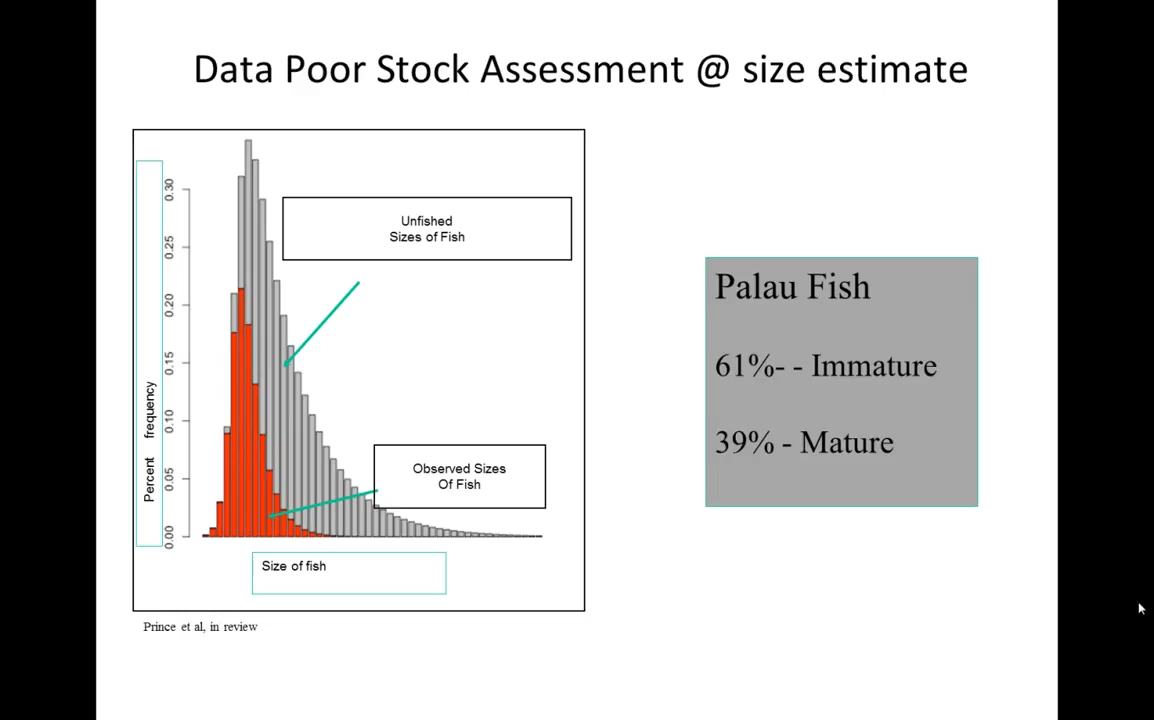 Data Poor Stock Assessment @ size estimate
Percent frequency
0.30
0.25
0.20
0.15
0.10
0.05
0.00
Unfished
Sizes of Fish
Observed Sizes
Of Fish
Size of fish
Prince et al, in review
Palau Fish
61%- - Immature
39% - Mature